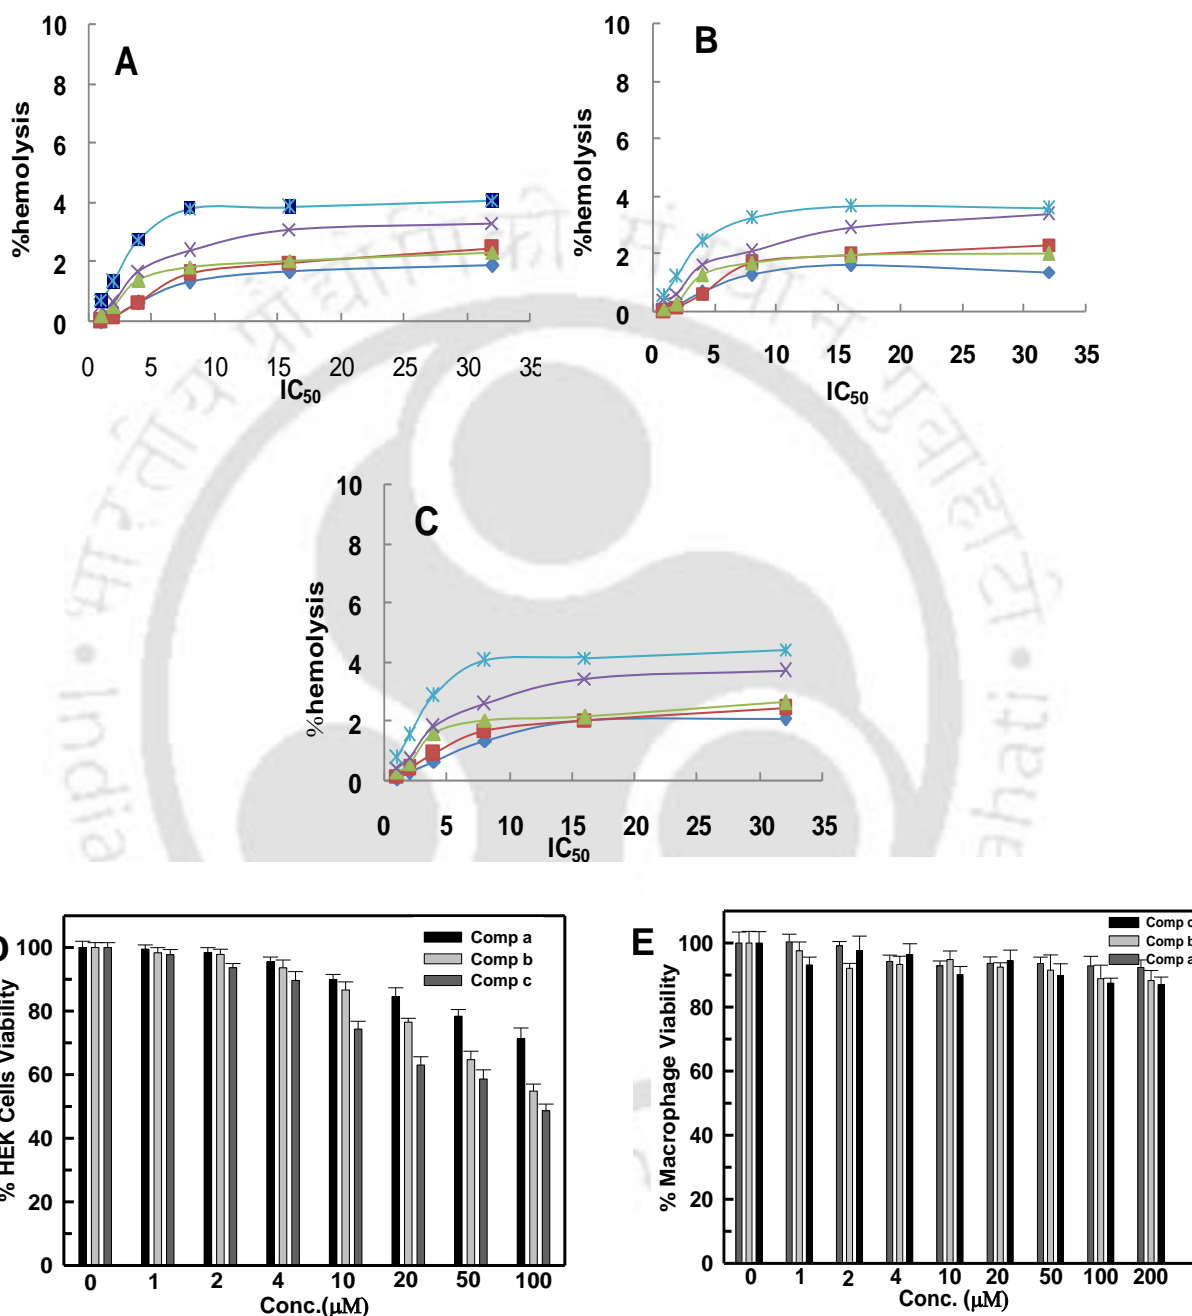 A
%hemolysis
10
8
6
4
2
0
0 5 10 15 20 25 30 35
IC50
B
%hemolysis
10
8
6
4
2
0
0 5 10 15 20 25 30 35
IC50
C
%hemolysis
10
8
6
4
2
0
0 5 10 15 20 25 30 35
IC50
D
% HEK Cells Viability
100
80
60
40
20
0
Comp a
Comp b
Comp c
0 1 2 4 10 20 50 100
Conc.(μM)
E
% Macrophage Viability
100
80
60
40
20
0
Comp c
Comp b
Comp a
0 1 2 4 10 20 50 100 200
Conc. (μM)